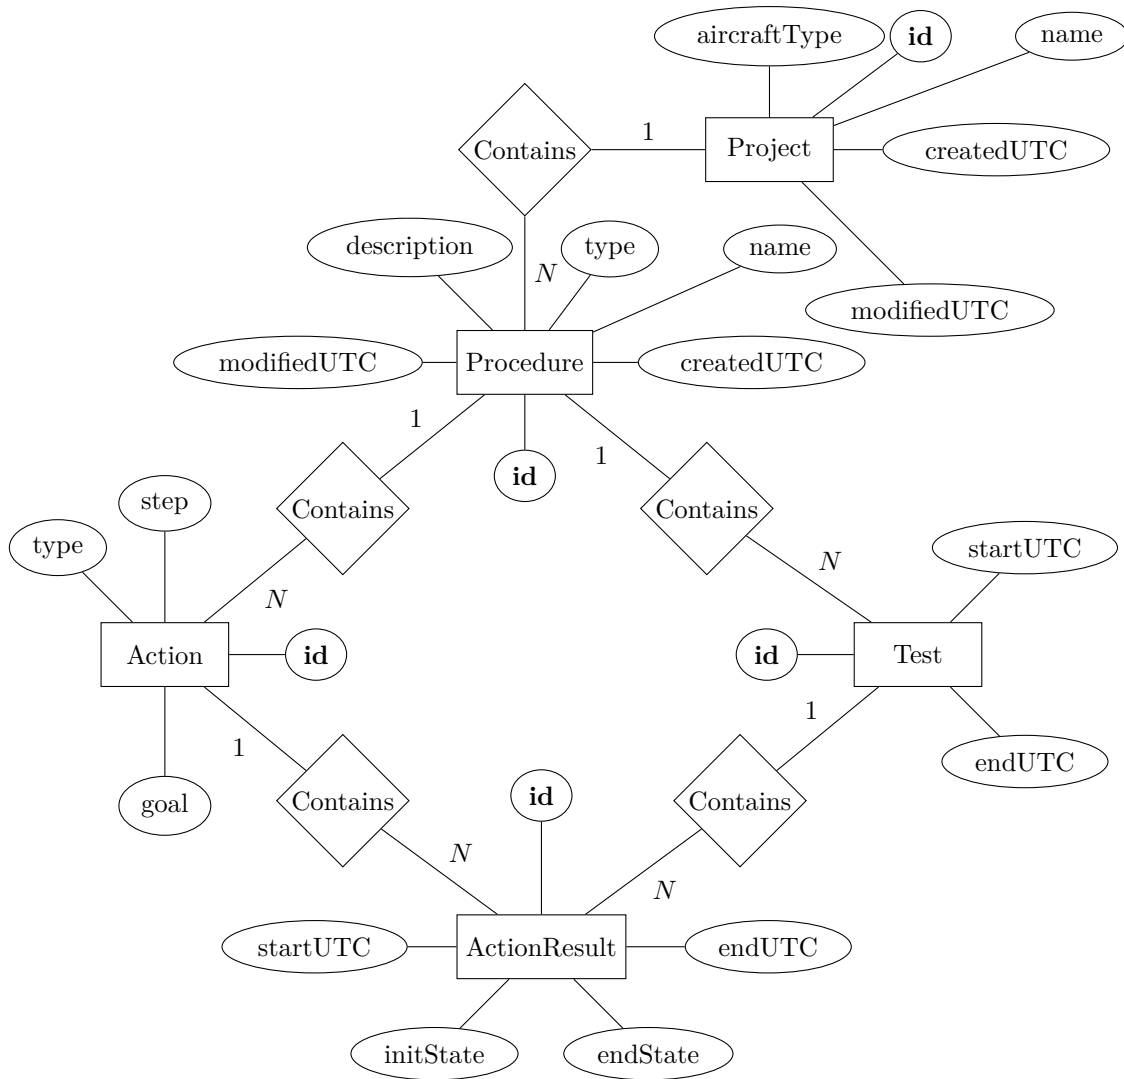 aircraftType
id
name
1
Contains
Project
createdUTC
description
type
name
N
modifiedUTC
modifiedUTC
Procedure
createdUTC
1
1
id
step
Contains
Contains
type
startUTC
N
N
Action
id
id
Test
1
1
endUTC
goal
Contains
id
Contains
N
N
startUTC
ActionResult
endUTC
initState
endState